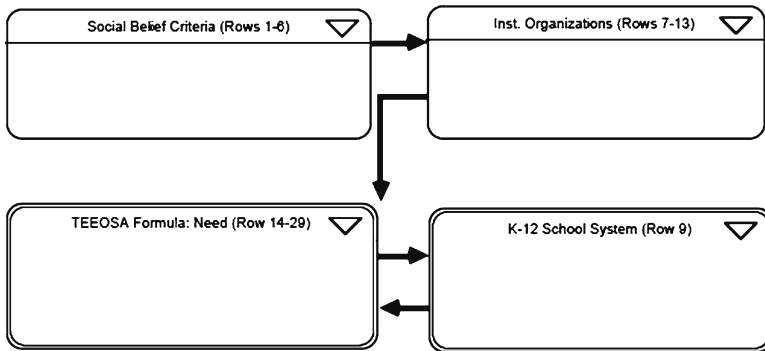 Social Belief Criteria (Rows 1-6)
Inst. Organizations (Rows 7-13)
TEEOSA Formula: Need (Row 14-29)
K-12 School System (Row 9)